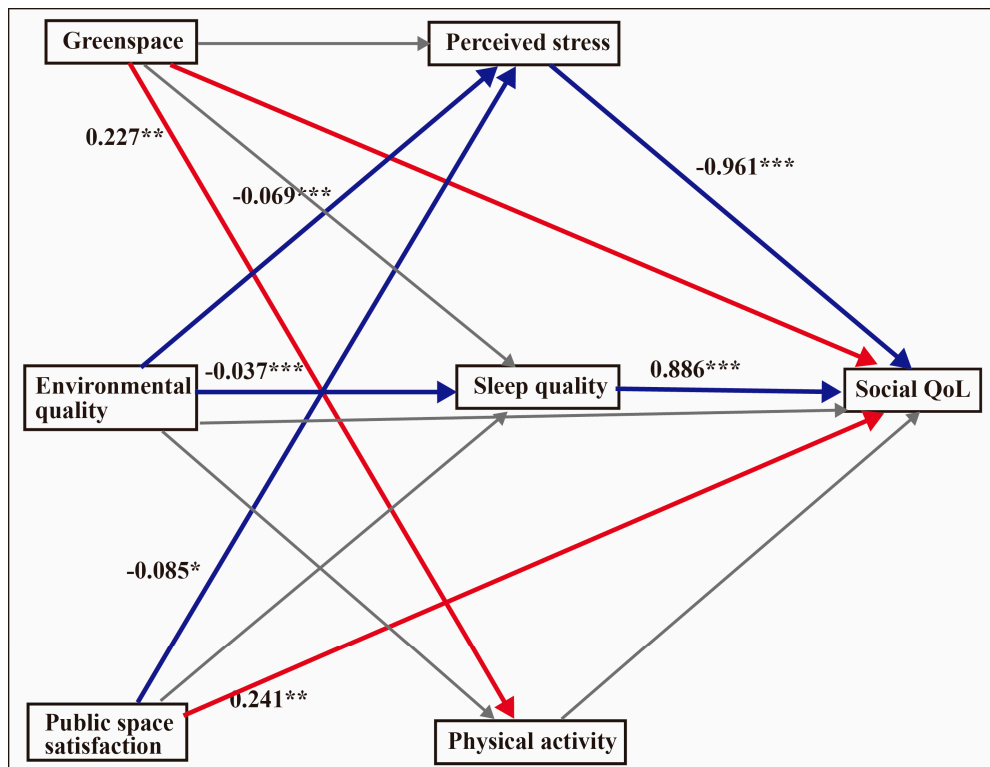 Greenspace
Perceived stress
0.227**
-0.069***
-0.961***
Environmental
quality
-0.037***
Sleep quality
0.886***
Social QoL
-0.085*
Public space
satisfaction
0.241**
Physical activity